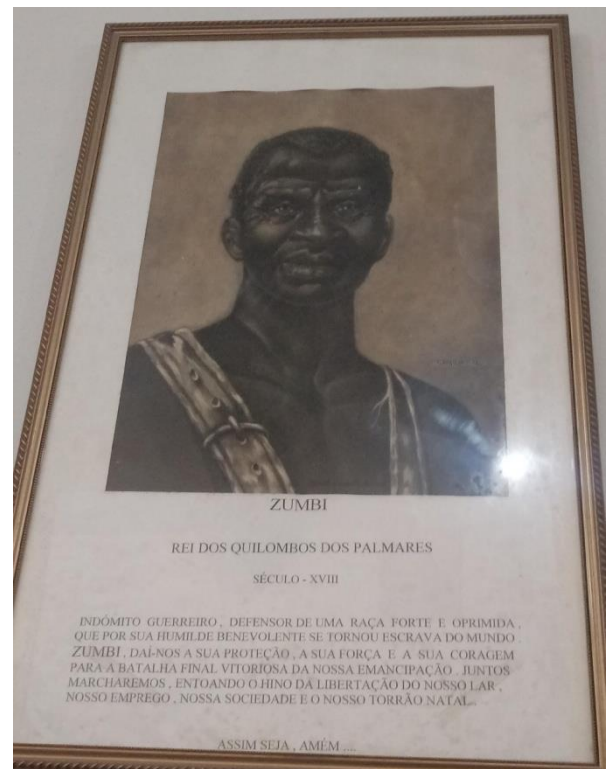 ZUMBI
REI DOS QUILOMBOS DOS PALMARES
SÉCULO - XVIII
INDÔMITO GUERREIRO , DEFENSOR DE UMA RAÇA FORTE E OPRIMIDA ,
QUE POR SUA HUMILDE BENEVOLENTE SE TORNOU ESCRAVA DO MUNDO .
ZUMBI , DAÍ-NOS A SUA PROTEÇÃO , A SUA FORÇA E A SUA CORAGEM
PARA A BATALHA FINAL VITORIOSA DA NOSSA EMANCIPAÇÃO . JUNTOS
MARCHAREMOS , ENTOANDO O HINO DA LIBERTAÇÃO DO NOSSO LAR ,
NOSSO EMPREGO , NOSSA SOCIEDADE E O NOSSO TORRÃO NATAL..
ASSIM SEJA , AMÉM ....